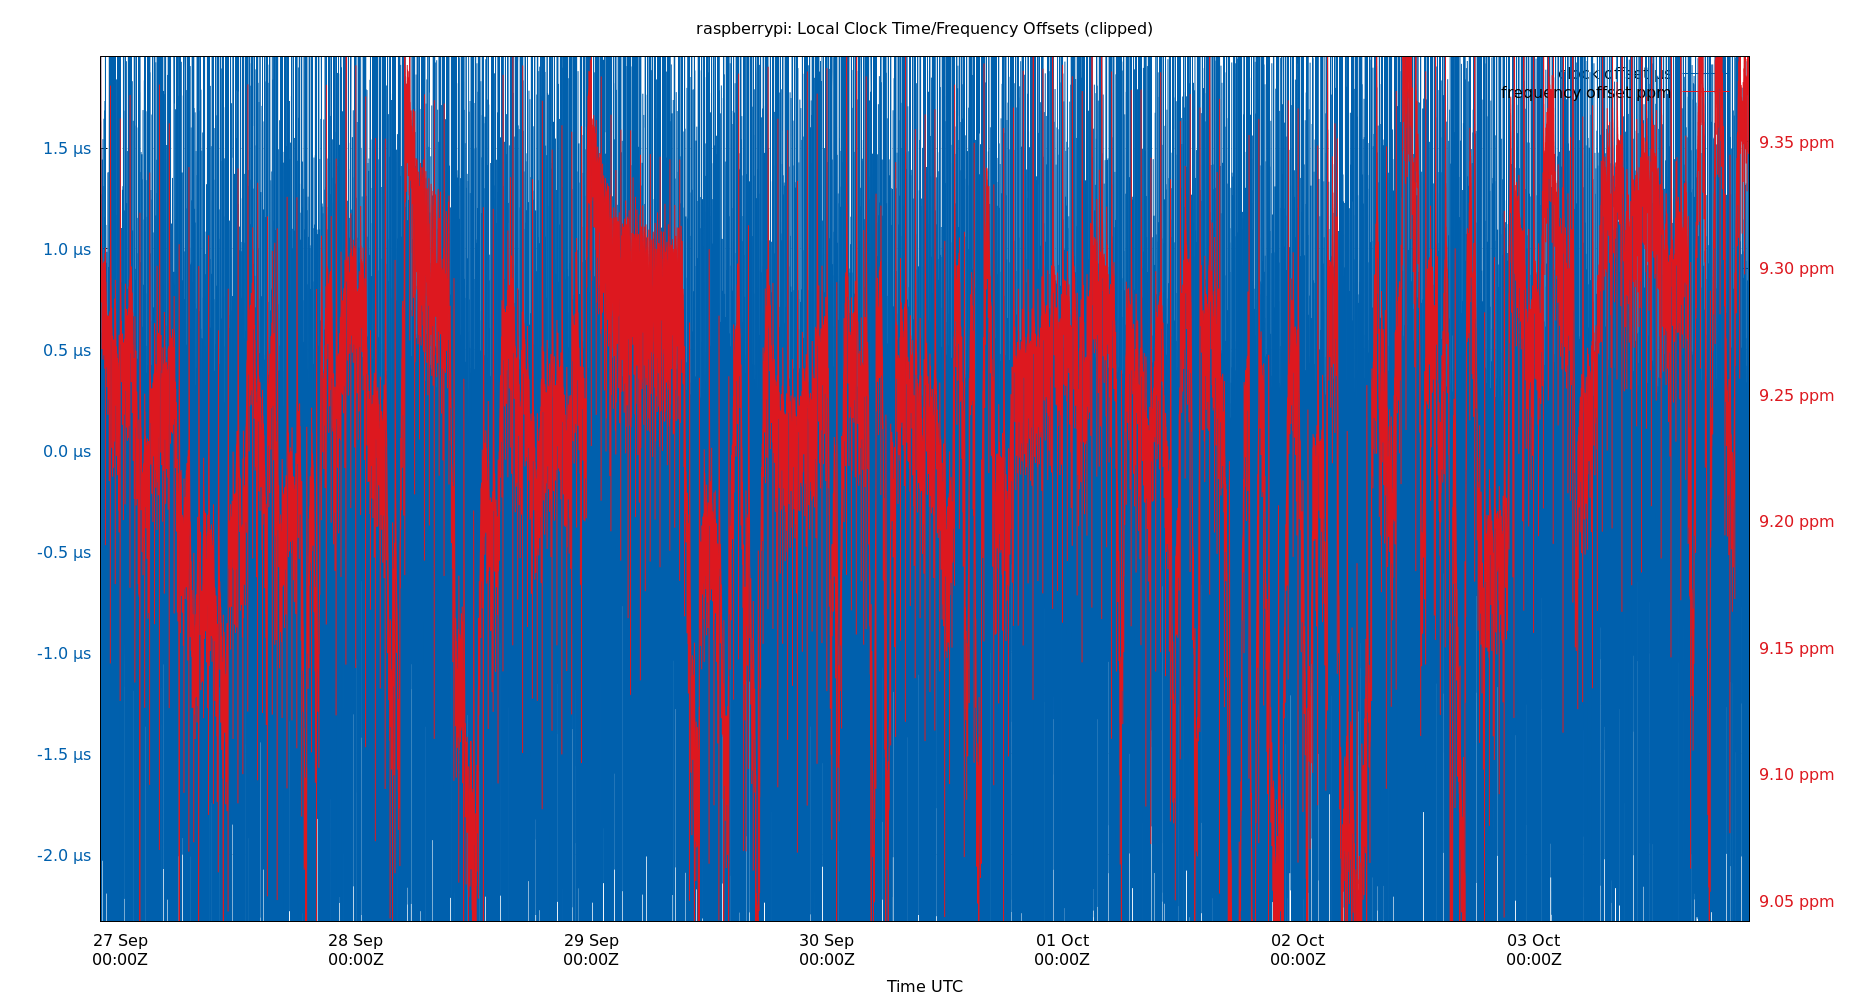 raspberrypi: Local Clock Time/Frequency Offsets (clipped)
clock offset µs
frequency offset ppm
1.5 µs
1.0 µs
0.5 µs
0.0 µs
-0.5 µs
-1.0 µs
-1.5 µs
-2.0 µs
9.35 ppm
9.30 ppm
9.25 ppm
9.20 ppm
9.15 ppm
9.10 ppm
9.05 ppm
27 Sep 28 Sep 29 Sep 30 Sep 01 Oct 02 Oct 03 Oct
00:00Z 00:00Z 00:00Z 00:00Z 00:00Z 00:00Z 00:00Z
Time UTC